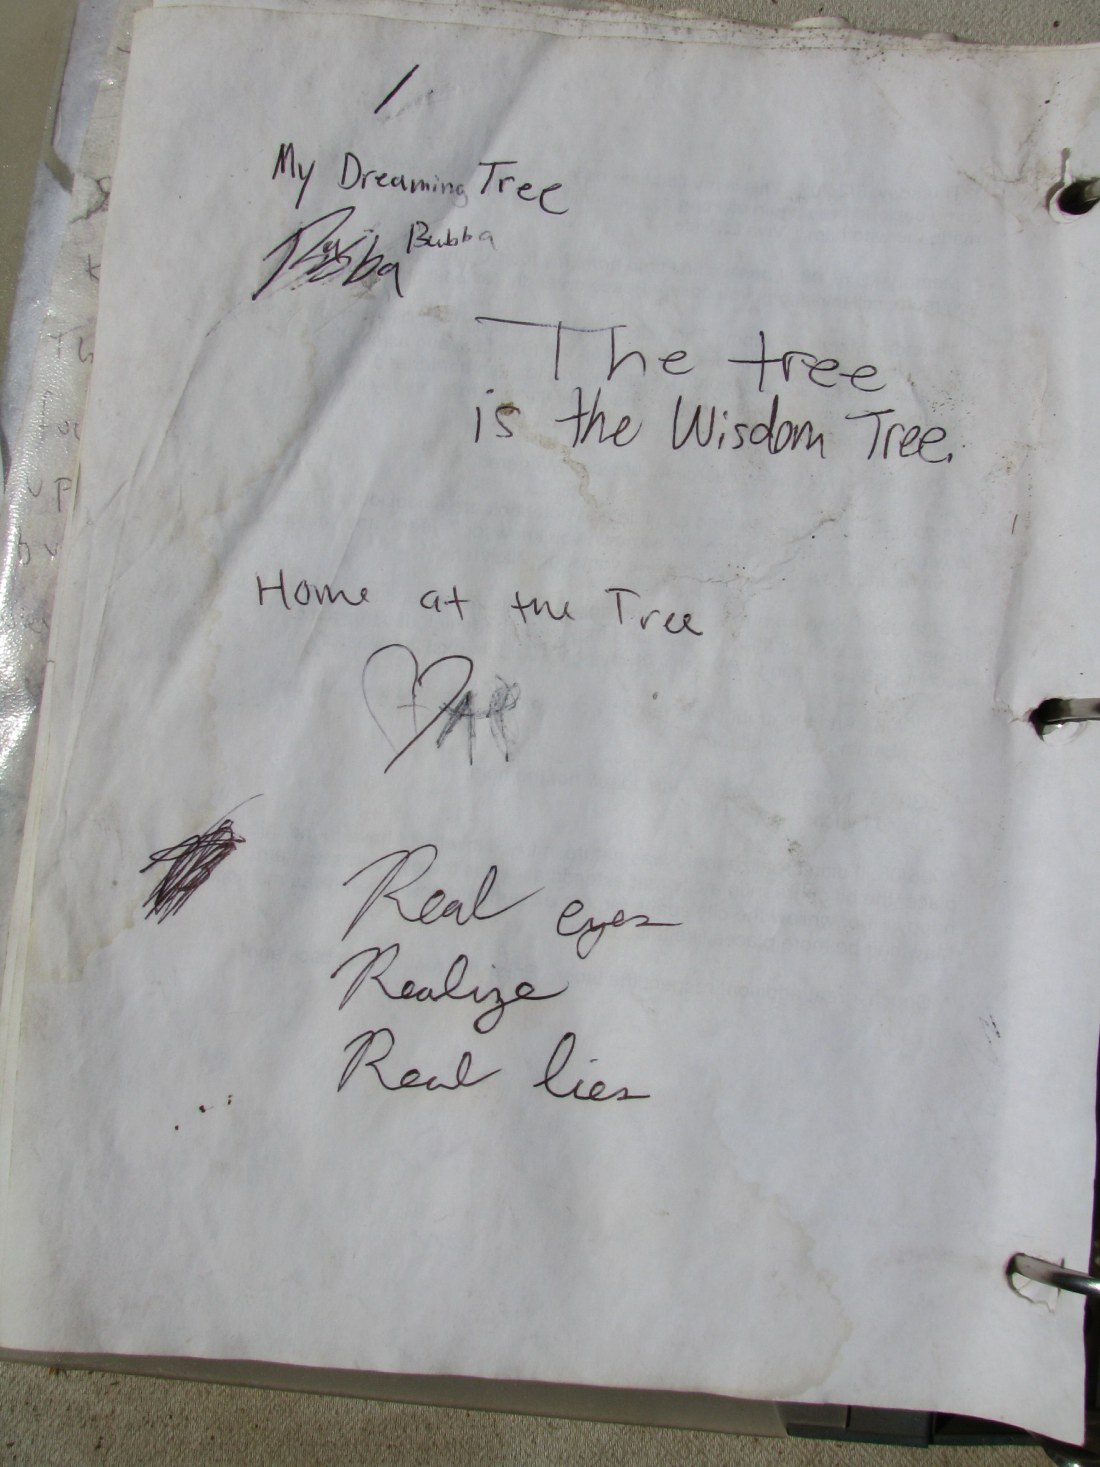 My Dreaming Tree
Bubba Bubba
The tree
is the Wisdom Tree.
Home at the Tree
Real eyes
Realize
Real lies